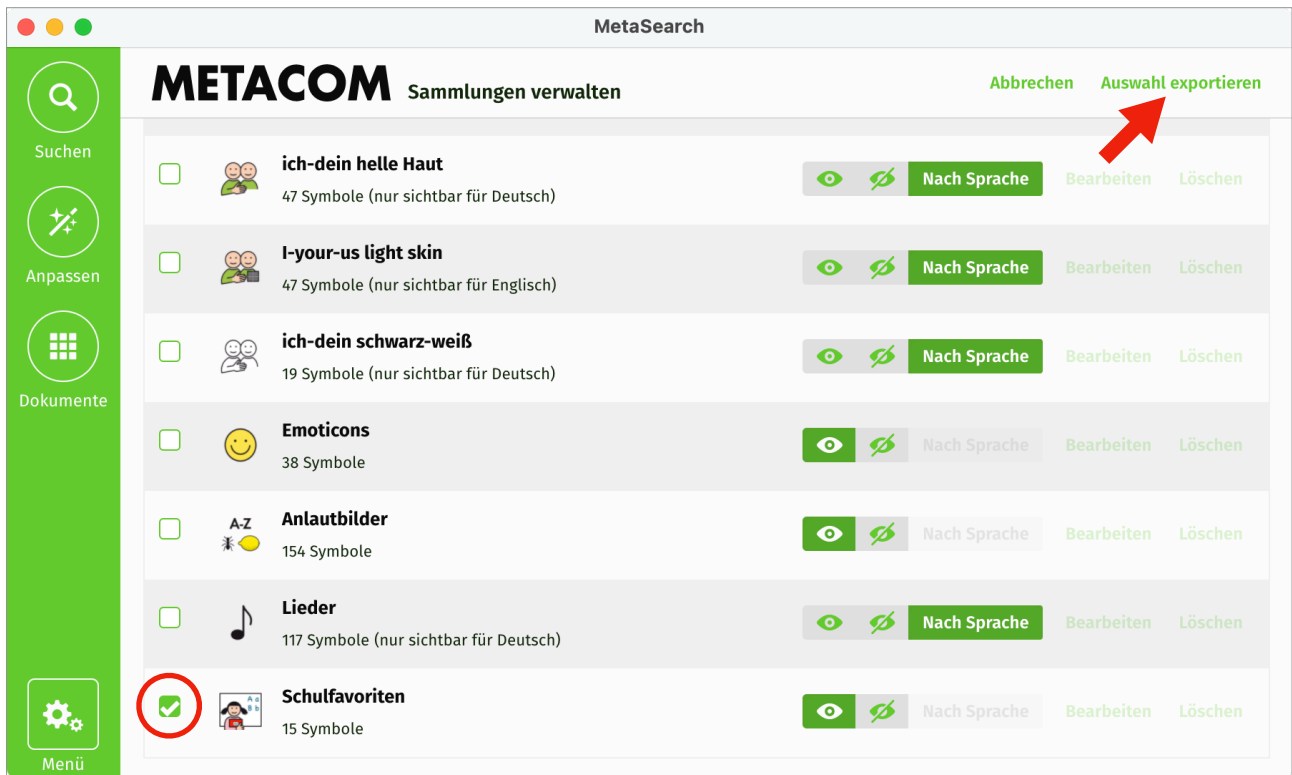 MetaSearch
METACOM Sammlungen verwalten Abbrechen Auswahl exportieren
Suchen
Anpassen
Dokumente
Menü
ich-dein helle Haut
47 Symbole (nur sichtbar für Deutsch)
Nach Sprache Bearbeiten Löschen
I-your-us light skin
47 Symbole (nur sichtbar für Englisch)
Nach Sprache Bearbeiten Löschen
ich-dein schwarz-weiß
19 Symbole (nur sichtbar für Deutsch)
Nach Sprache Bearbeiten Löschen
Emoticons
38 Symbole
Nach Sprache Bearbeiten Löschen
A-Z
Anlautbilder
154 Symbole
Nach Sprache Bearbeiten Löschen
Lieder
117 Symbole (nur sichtbar für Deutsch)
Nach Sprache Bearbeiten Löschen
A a
B b
Schulfavoriten
15 Symbole
Nach Sprache Bearbeiten Löschen